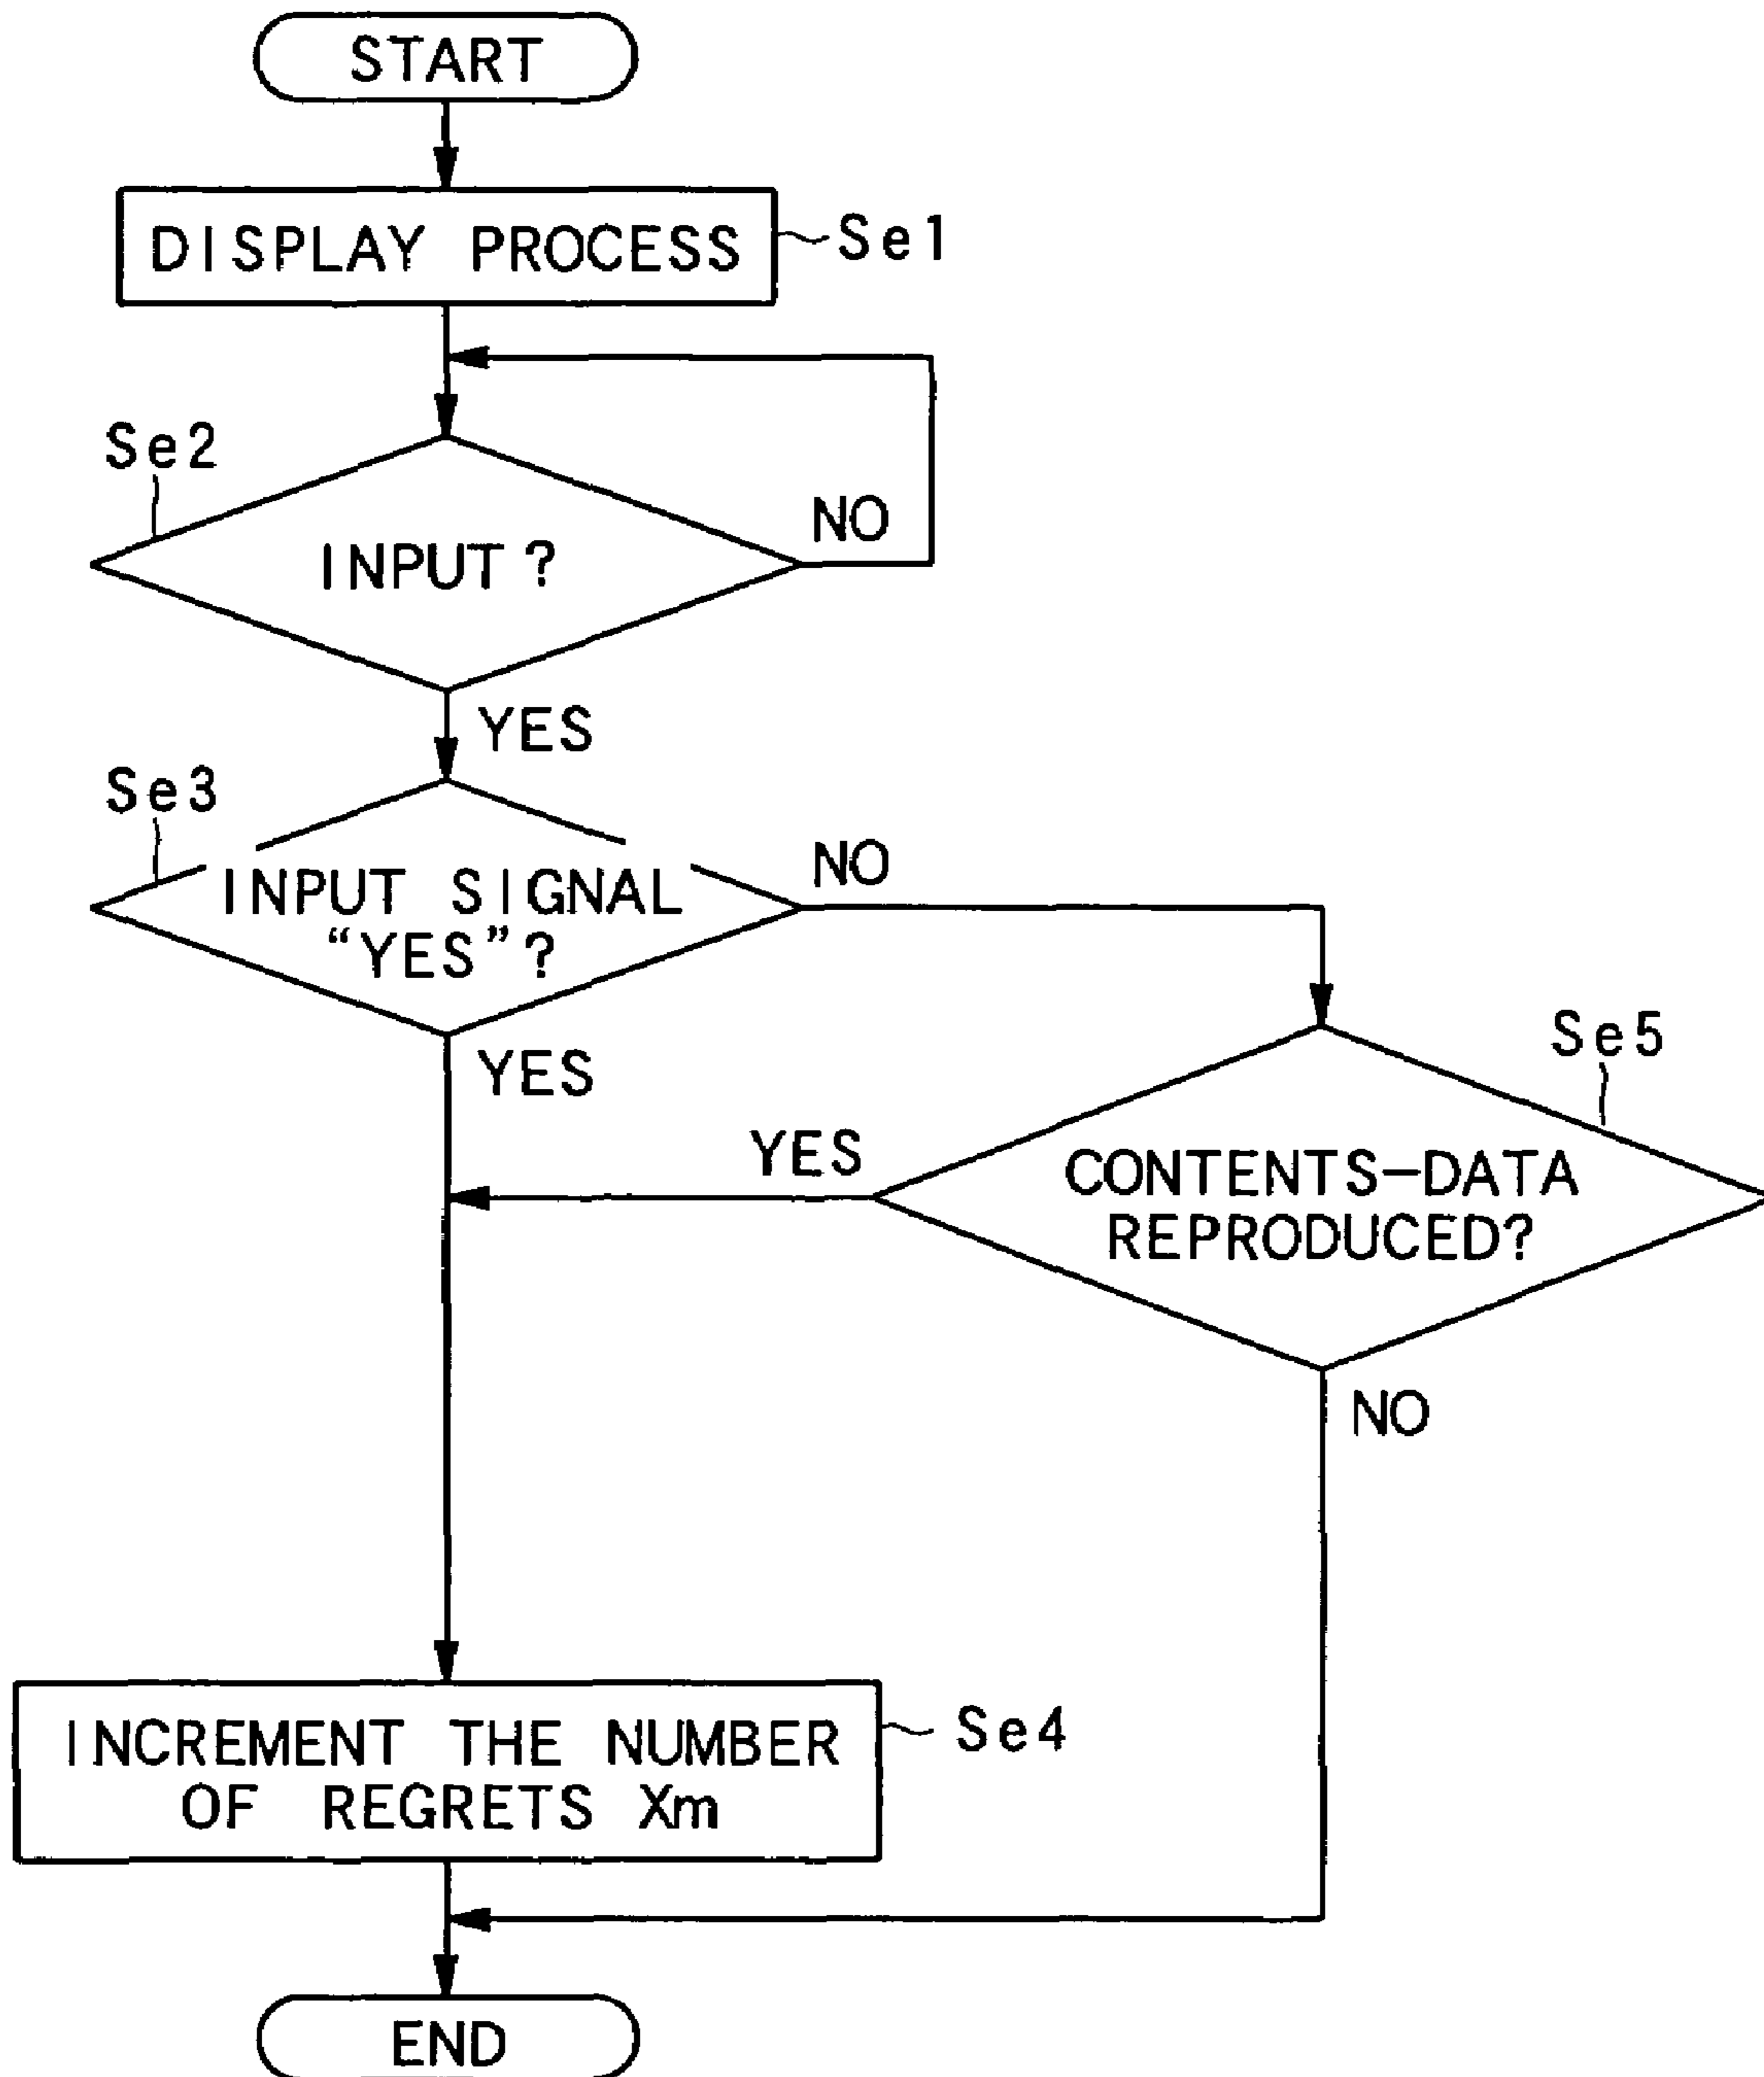 START
DISPLAY PROCESS
Se1
Se2
INPUT?
NO
YES
Se3
INPUT SIGNAL
“YES”?
NO
YES
Se5
CONTENTS-DATA
REPRODUCED?
YES
NO
INCREMENT THE NUMBER
OF REGRETS Xm
Se4
END